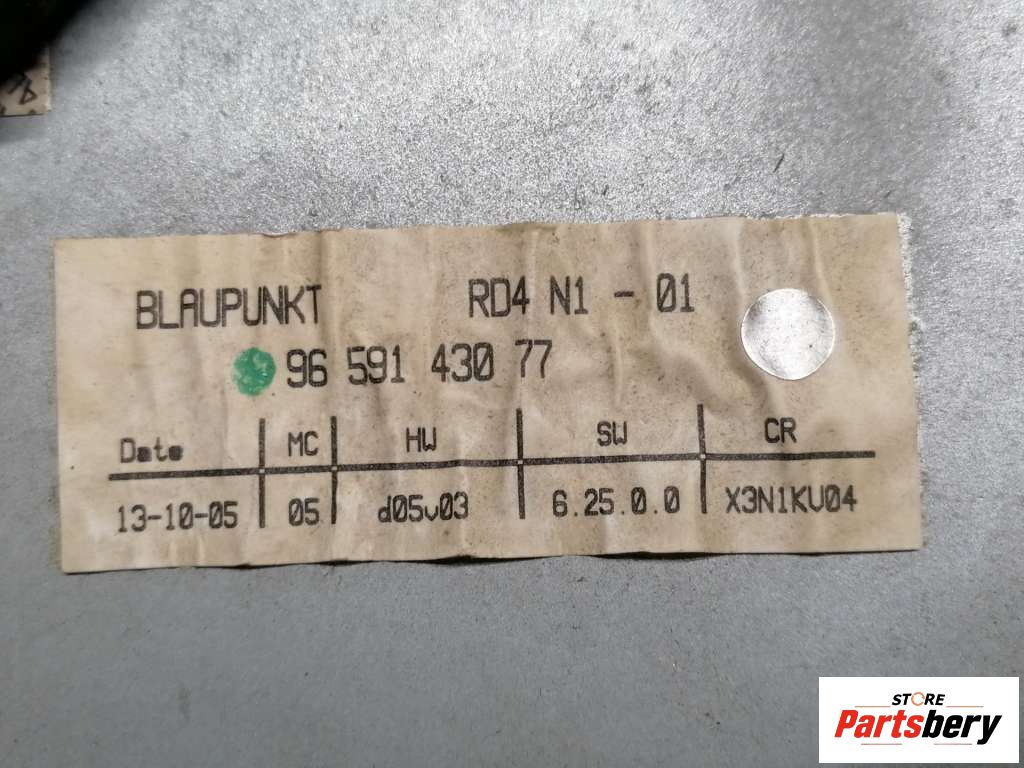 BLAUPUNKT RD4 N1 - 01
96 591 430 77
Date MC HW SW CR
13-10-05 05 d05v03 6.25.0.0 X3N1KV04
STORE
Partsbery